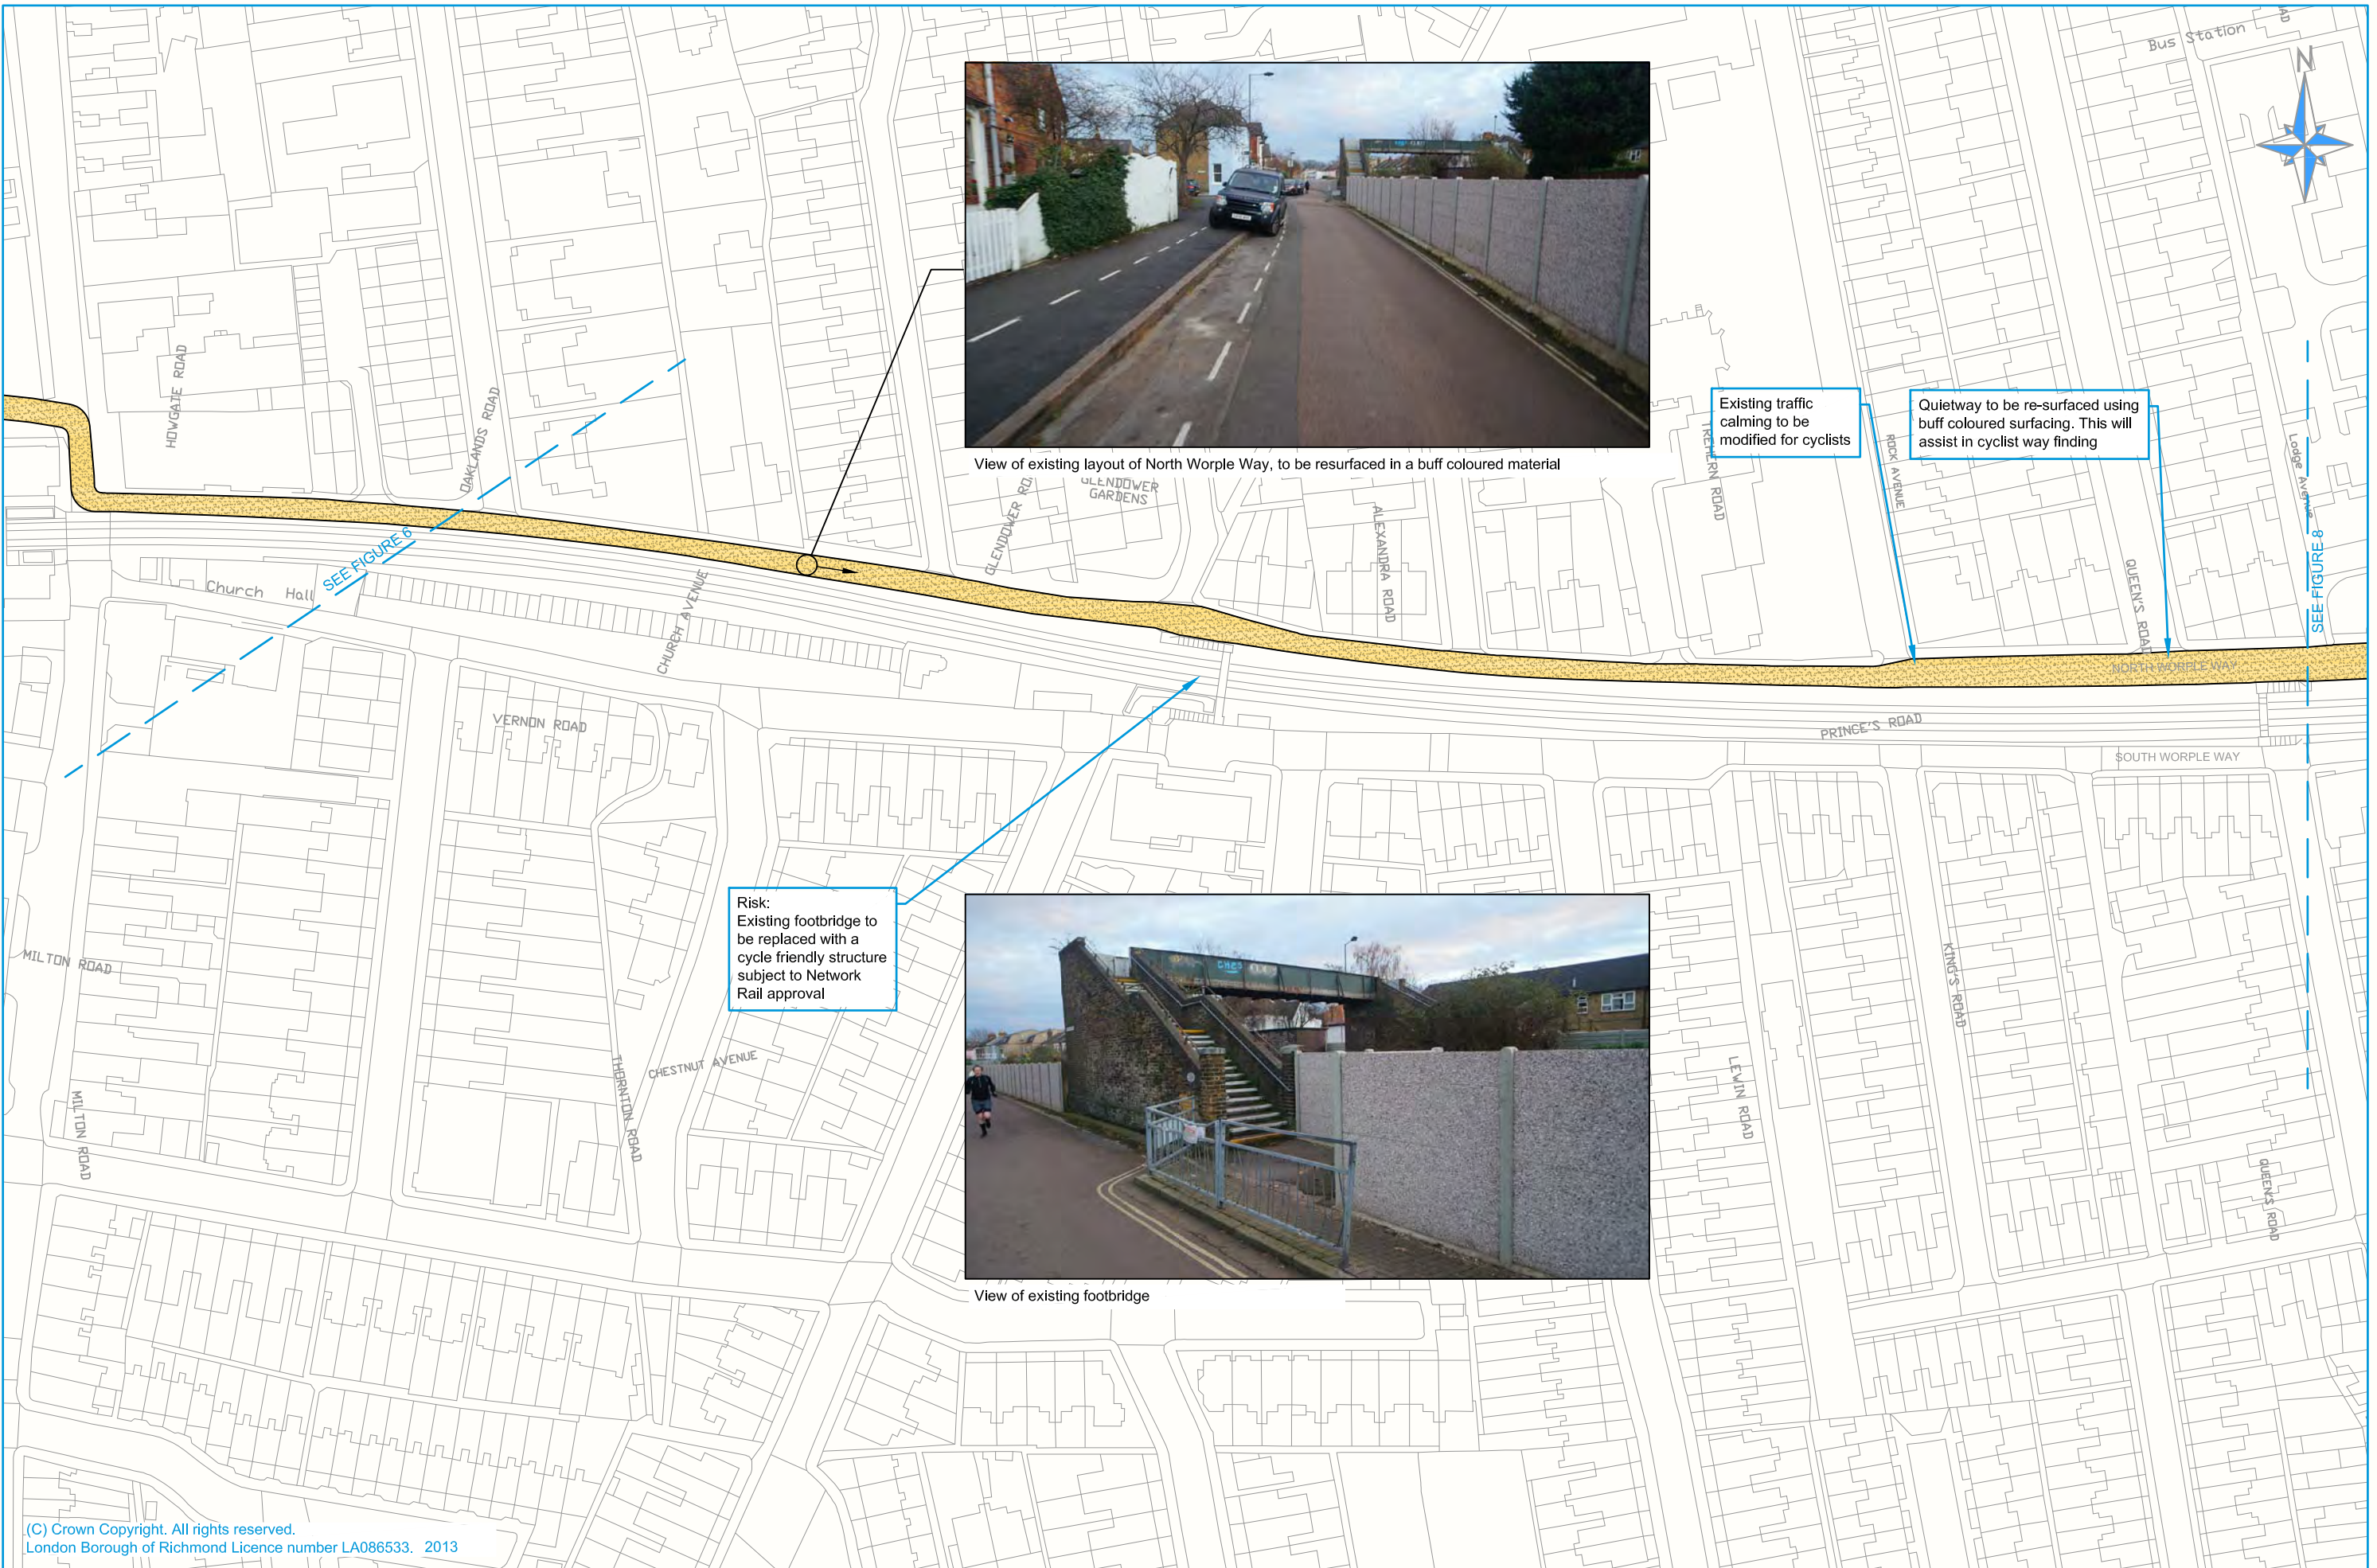 Bus Station
AD
N
HOWGATE ROAD
OAKLANDS ROAD
View of existing layout of North Worple Way, to be resurfaced in a buff coloured material
Existing traffic
calming to be
modified for cyclists
Quietway to be re-surfaced using
buff coloured surfacing. This will
assist in cyclist way finding
TREHERN ROAD
ROCK AVENUE
Lodge Avenue
SEE FIGURE 8
GLENDOWER
GARDENS
GLENDOWER RO
ALEXANDRA ROAD
QUEEN'S ROAD
SEE FIGURE 6
Church Hall
CHURCH AVENUE
NORTH WORPLE WAY
VERNON ROAD
PRINCE'S ROAD
SOUTH WORPLE WAY
Risk:
Existing footbridge to
be replaced with a
cycle friendly structure
subject to Network
Rail approval
MILTON ROAD
KING'S ROAD
CHESTNUT AVENUE
THORNTON ROAD
MILTON ROAD
LEWIN ROAD
QUEEN'S ROAD
View of existing footbridge
(C) Crown Copyright. All rights reserved.
London Borough of Richmond Licence number LA086533. 2013